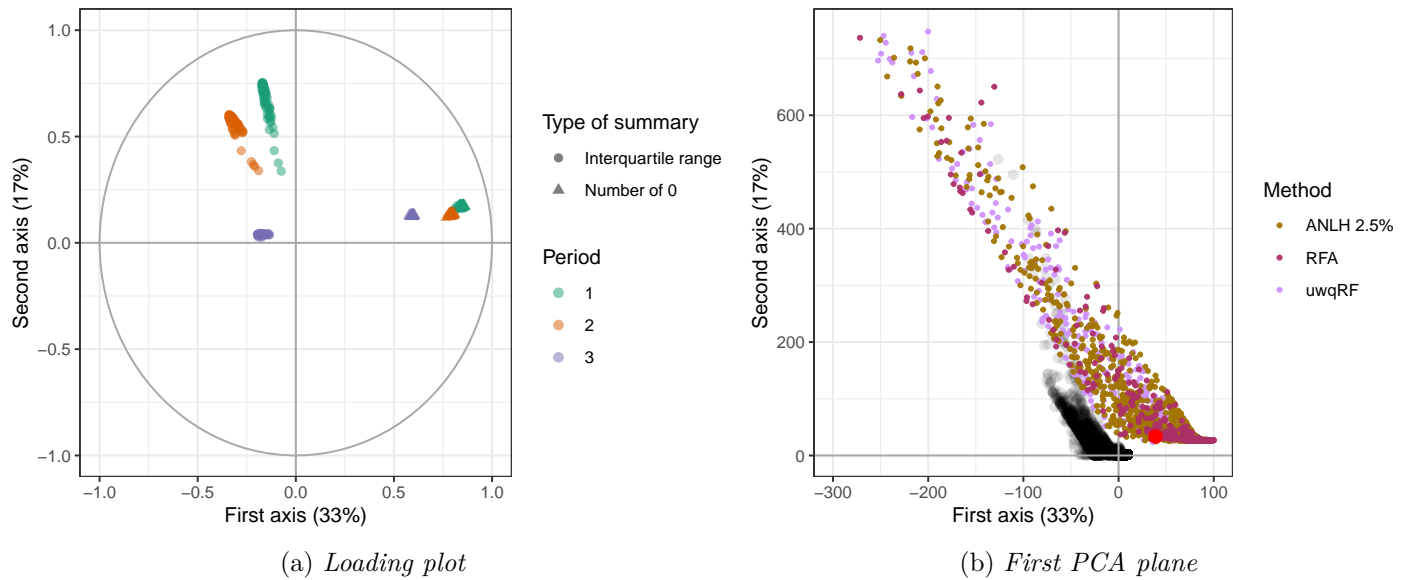 1.0
0.5
0.0
−0.5
−1.0
−1.0
−0.5
0.0
0.5
1.0
Second axis (17%)
First axis (33%)
Type of summary
Interquartile range
Number of 0
Period
1
2
3
(a) Loading plot
600
400
200
0
−300
−200
−100
0
100
Second axis (17%)
First axis (33%)
Method
ANLH 2.5%
RFA
uwqRF
(b) First PCA plane